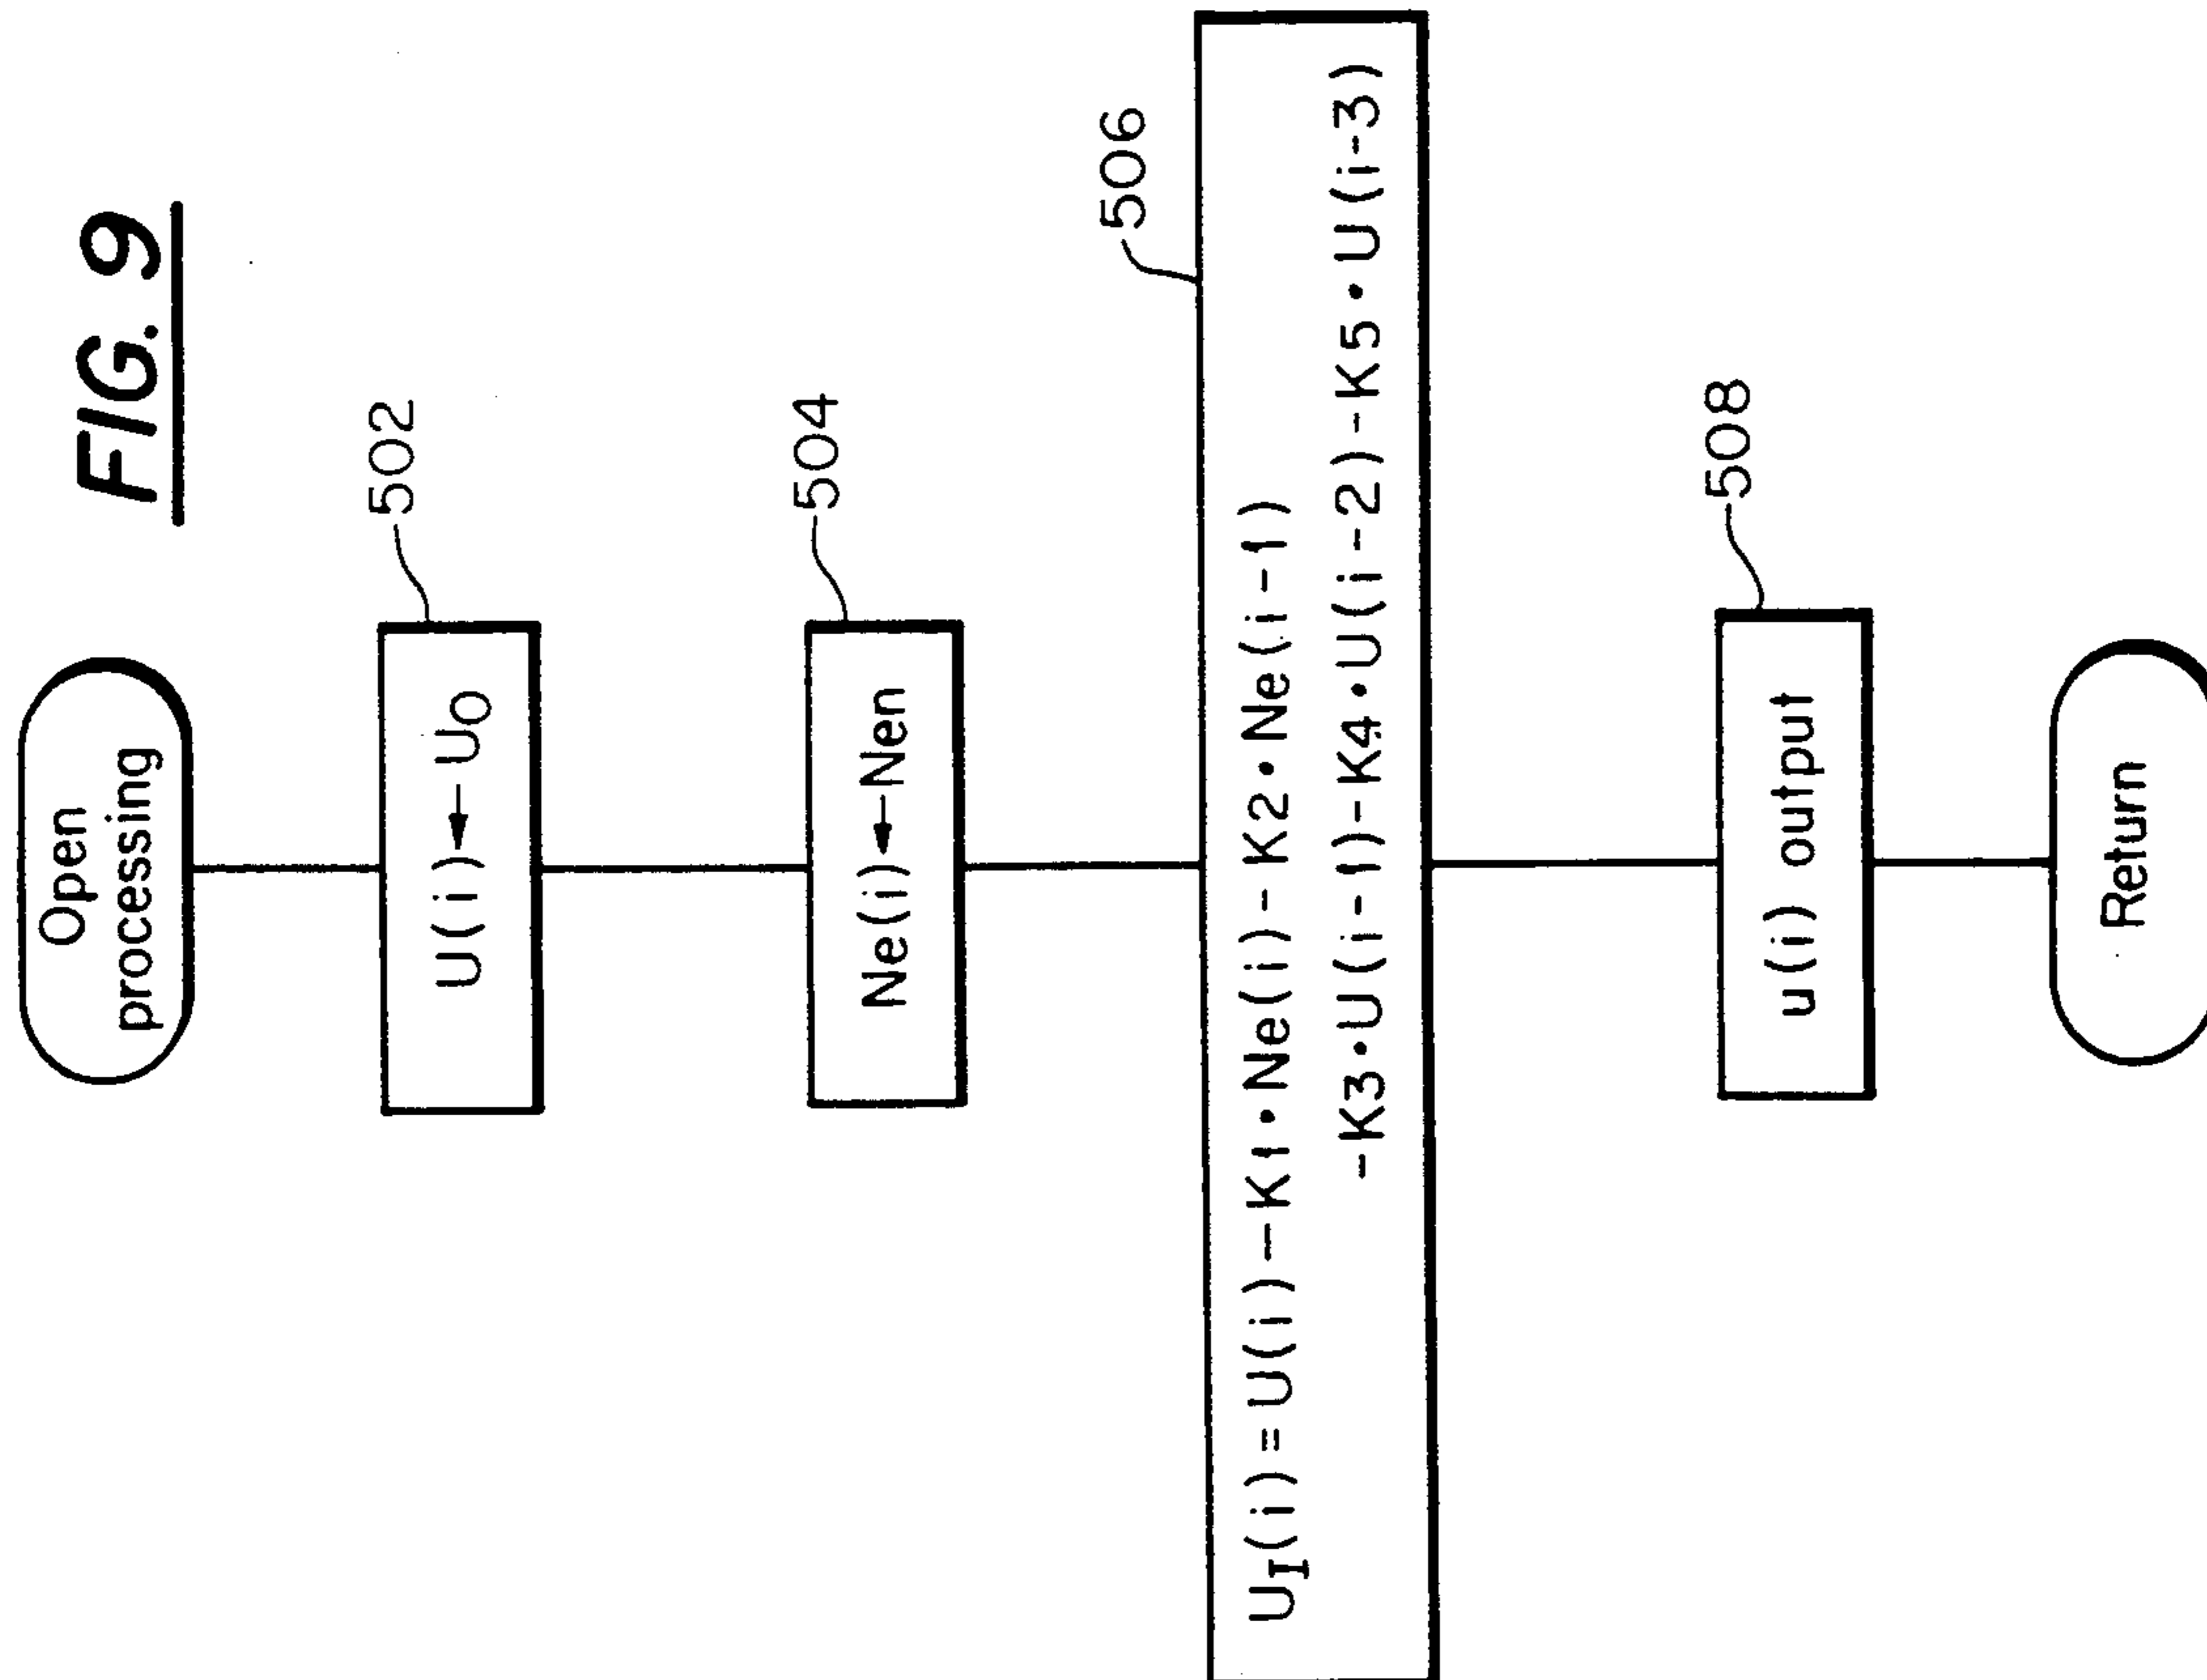 FIG. 9
Open
processing
502
U(i)←U0
504
Ne(i)←Nen
506
UI(i)=U(i)-K1•Ne(i)-K2•Ne(i-1)
-K3•U(i-1)-K4•U(i-2)-K5•U(i-3)
508
u(i) output
Return